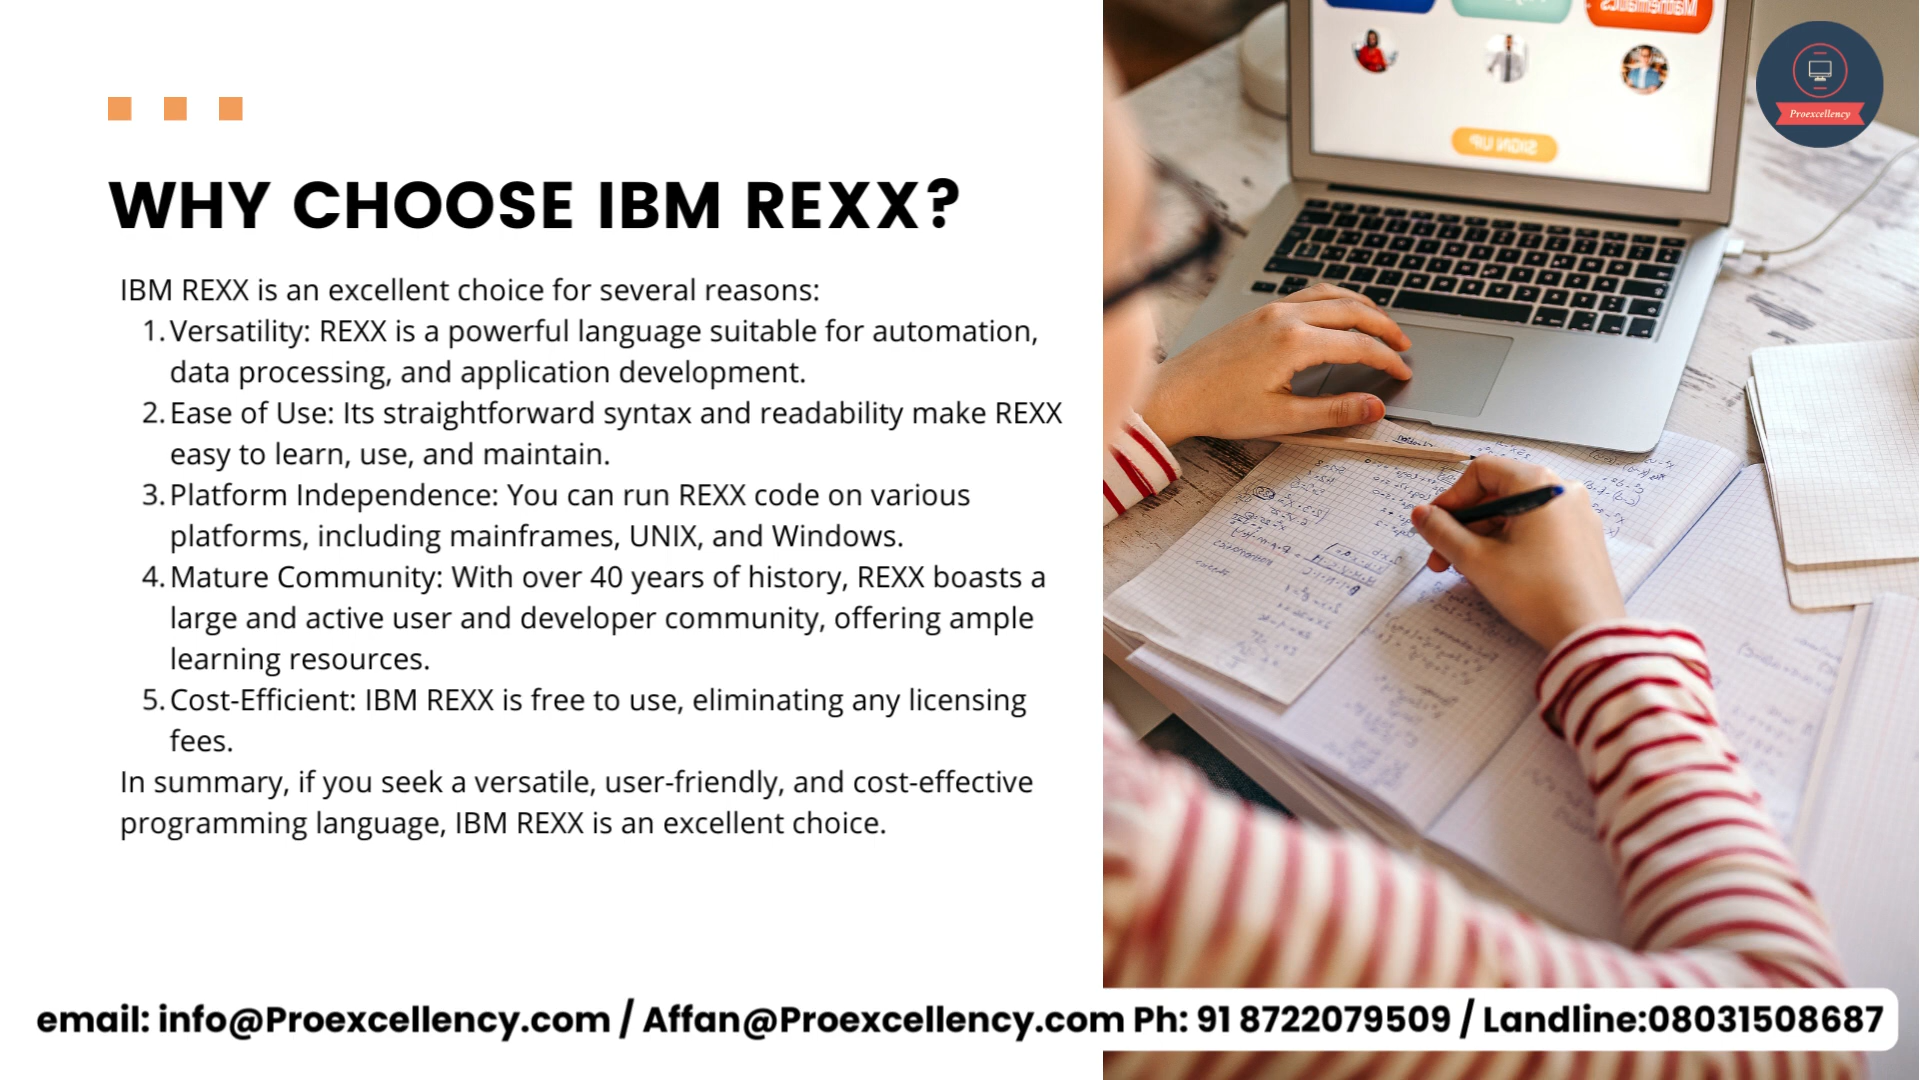 Proexcellency
WHY CHOOSE IBM REXX?
IBM REXX is an excellent choice for several reasons:
1. Versatility: REXX is a powerful language suitable for automation,
data processing, and application development.
2. Ease of Use: Its straightforward syntax and readability make REXX
easy to learn, use, and maintain.
3. Platform Independence: You can run REXX code on various
platforms, including mainframes, UNIX, and Windows.
4. Mature Community: With over 40 years of history, REXX boasts a
large and active user and developer community, offering ample
learning resources.
5. Cost-Efficient: IBM REXX is free to use, eliminating any licensing
fees.
In summary, if you seek a versatile, user-friendly, and cost-effective
programming language, IBM REXX is an excellent choice.
Mathematics
SIGN UP
email: info@Proexcellency.com / Affan@Proexcellency.com Ph: 91 8722079509 / Landline:08031508687